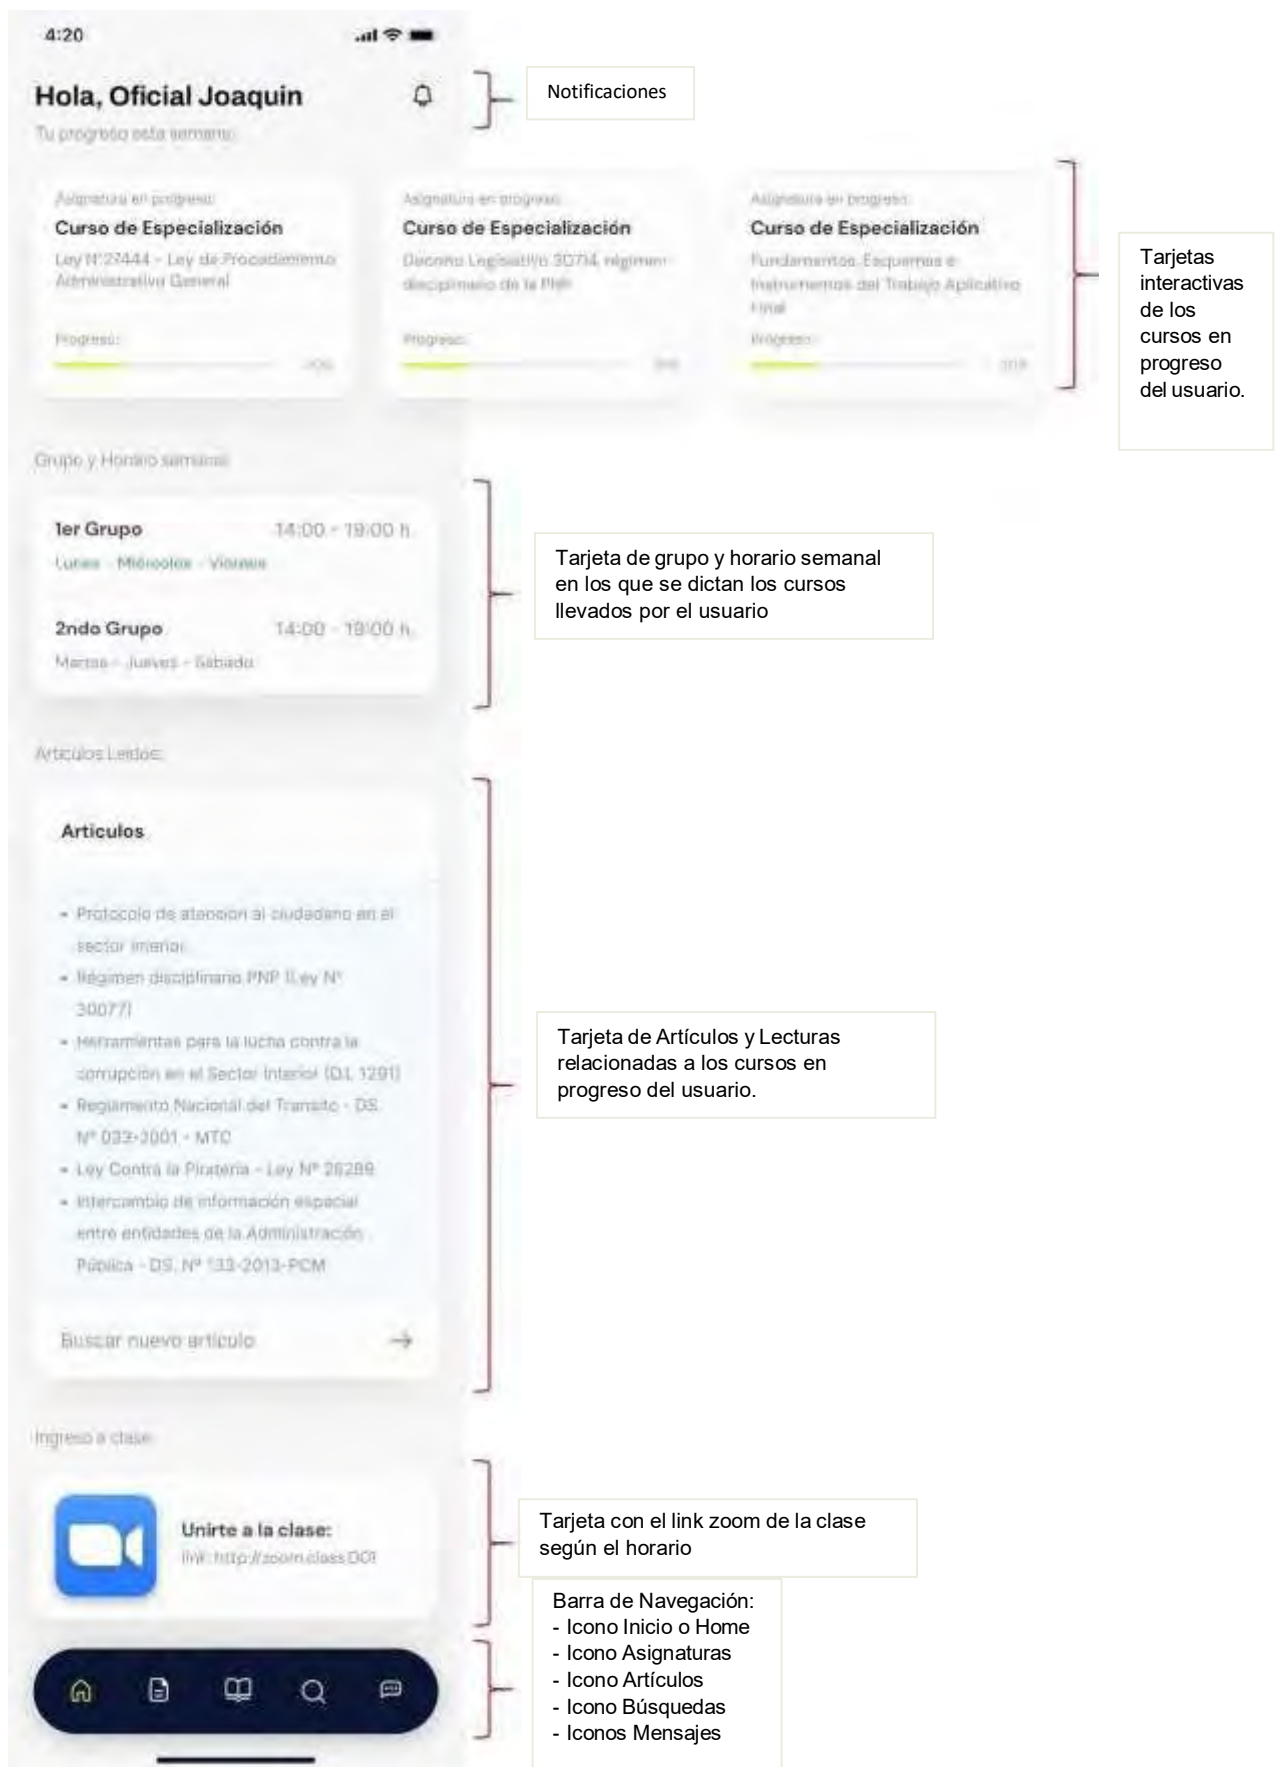 4:20
Hola, Oficial Joaquin
Notificaciones
Tu progreso esta semana:
Asignatura en progreso:
Curso de Especialización
Ley N°27444 - Ley de Procedimiento
Administrativo General
Progreso:
Asignatura en progreso:
Curso de Especialización
Decreto Legislativo 30714, régimen
disciplinario de la PNP
Progreso:
Asignatura en progreso:
Curso de Especialización
Fundamentos, Esquemas e
Instrumentos del Trabajo Aplicativo
Final
Progreso:
Tarjetas
interactivas
de los
cursos en
progreso
del usuario.
Grupo y Horario semanal
1er Grupo
14:00 - 19:00 h.
Lunes - Miércoles - Viernes
2ndo Grupo
14:00 - 19:00 h.
Martes - Jueves - Sábado
Tarjeta de grupo y horario semanal
en los que se dictan los cursos
llevados por el usuario
Artículos Leídos:
Articulos
- Protocolo de atención al ciudadano en el
sector interior.
- Régimen disciplinario PNP (Ley N°
30077)
- Herramientas para la lucha contra la
corrupción en el Sector Interior (D.L 1291)
- Reglamento Nacional del Transito - DS.
N° 033-2001 - MTC
- Ley Contra la Piratería - Ley N° 28289
- Intercambio de información espacial
entre entidades de la Administración
Pública - DS. N° 133-2013-PCM
Buscar nuevo artículo
Tarjeta de Artículos y Lecturas
relacionadas a los cursos en
progreso del usuario.
Ingreso a clase:
Unirte a la clase:
link: http://zoom.class.001
Tarjeta con el link zoom de la clase
según el horario
Barra de Navegación:
- Icono Inicio o Home
- Icono Asignaturas
- Icono Artículos
- Icono Búsquedas
- Iconos Mensajes